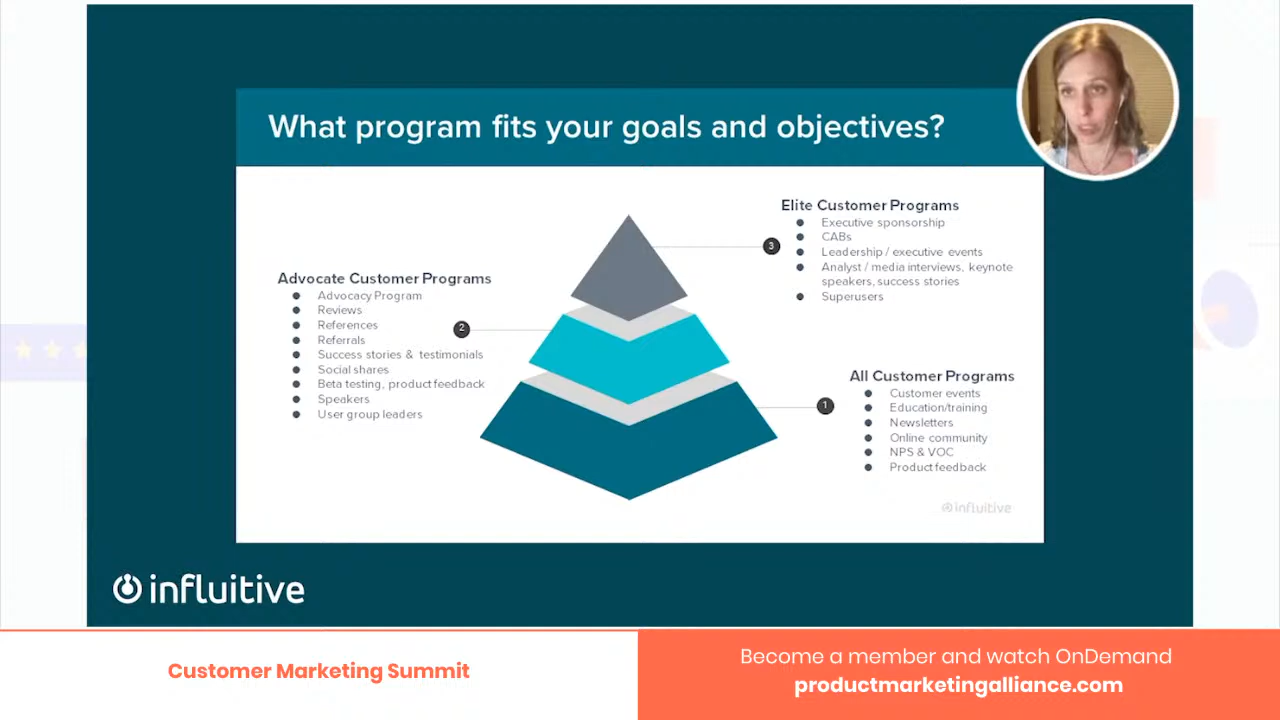 What program fits your goals and objectives?
Elite Customer Programs
Executive sponsorship
CABs
Leadership / executive events
Analyst / media interviews, keynote
speakers, success stories
Superusers
3
Advocate Customer Programs
Advocacy Program
Reviews
References
Referrals
Success stories & testimonials
Social shares
Beta testing, product feedback
Speakers
User group leaders
2
All Customer Programs
Customer events
Education/training
Newsletters
Online community
NPS & VOC
Product feedback
1
influitive
influitive
Customer Marketing Summit
Become a member and watch OnDemand
productmarketingalliance.com